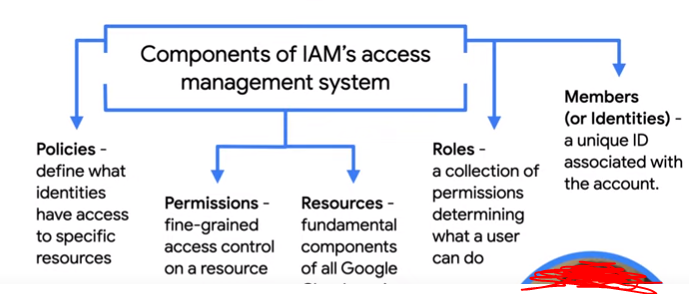 Components of IAM's access
management system
Policies -
define what
identities
have access
to specific
resources
Permissions -
fine-grained
access control
on a resource
Resources -
fundamental
components
of all Google
Roles -
a collection of
permissions
determining
what a user
can do
Members
(or Identities) -
a unique ID
associated with
the account.